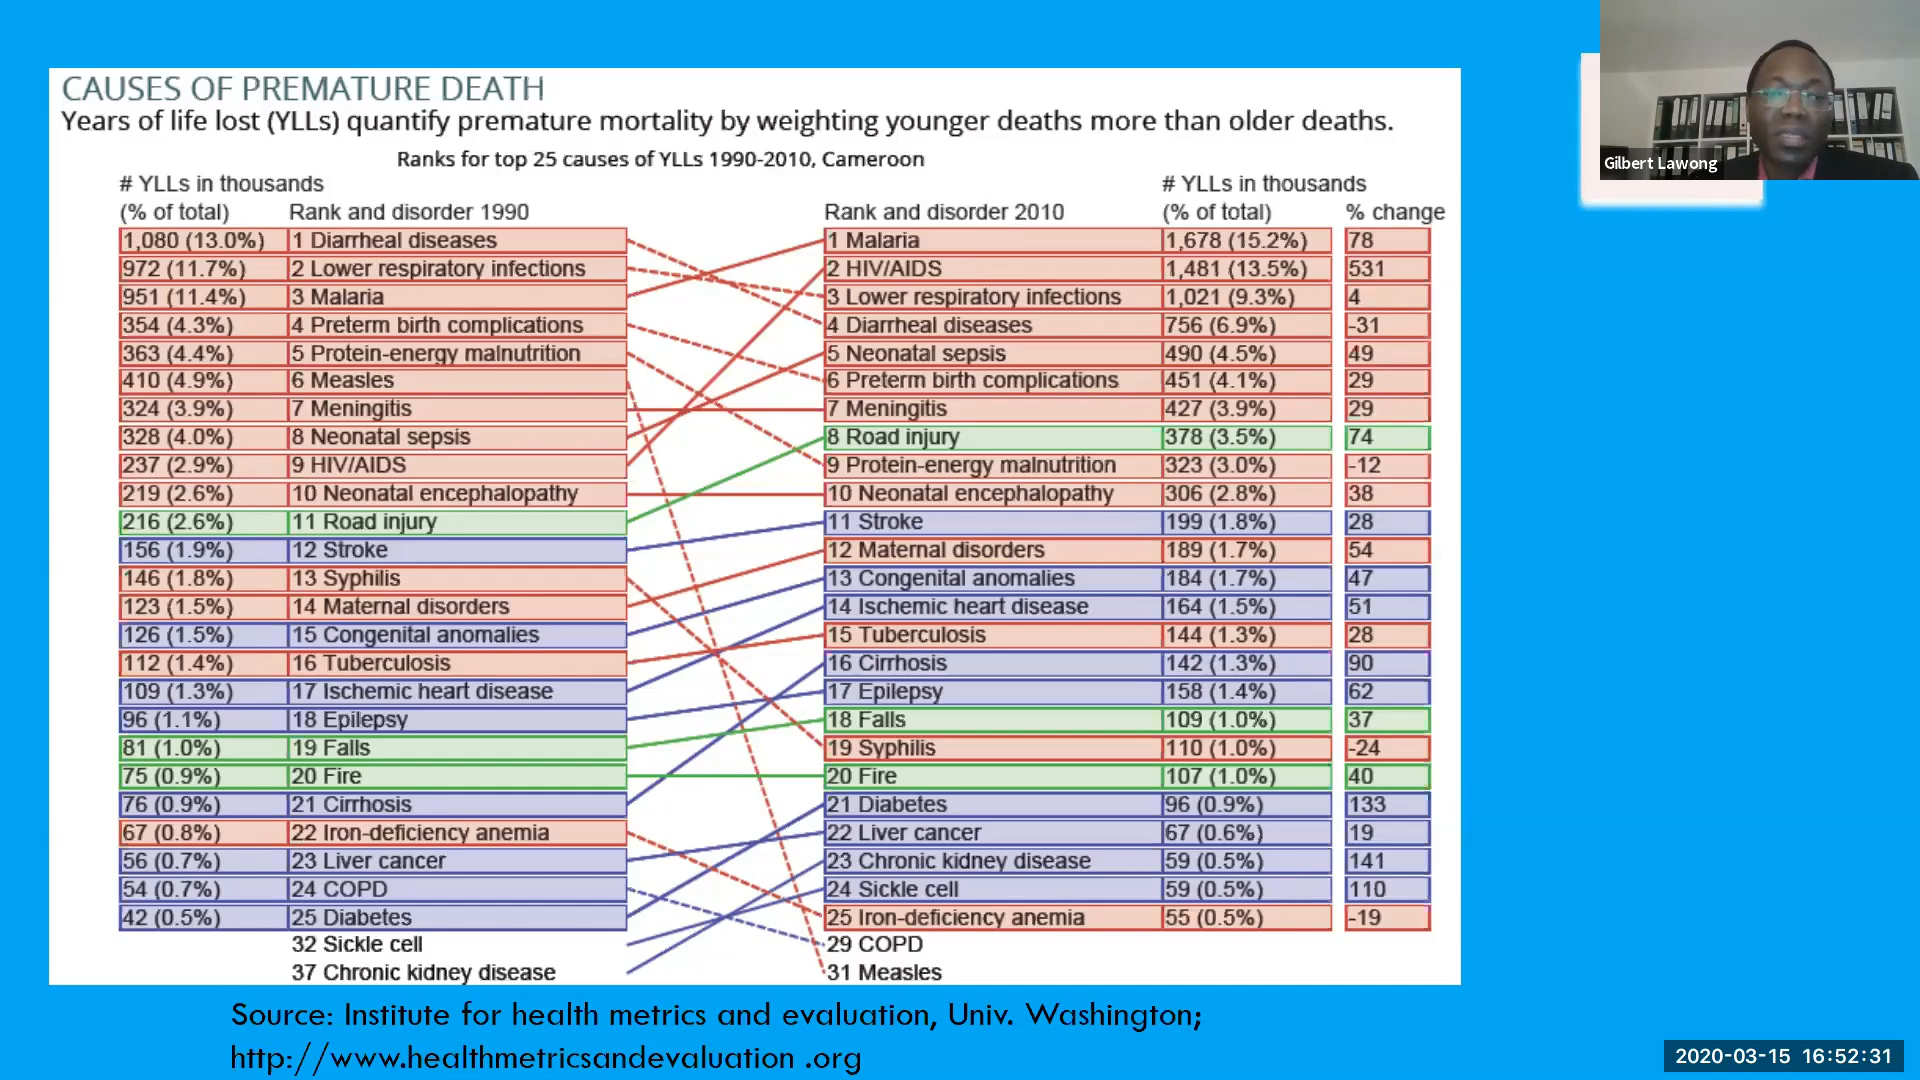 CAUSES OF PREMATURE DEATH
Years of life lost (YLLs) quantify premature mortality by weighting younger deaths more than older deaths.
Ranks for top 25 causes of YLLs 1990-2010, Cameroon
# YLLs in thousands # YLLs in thousands
(% of total) Rank and disorder 1990 Rank and disorder 2010 (% of total) % change
1,080 (13.0%) 1 Diarrheal diseases 1 Malaria 1,678 (15.2%) 78
972 (11.7%) 2 Lower respiratory infections 2 HIV/AIDS 1,481 (13.5%) 531
951 (11.4%) 3 Malaria 3 Lower respiratory infections 1,021 (9.3%) 4
354 (4.3%) 4 Preterm birth complications 4 Diarrheal diseases 756 (6.9%) -31
363 (4.4%) 5 Protein-energy malnutrition 5 Neonatal sepsis 490 (4.5%) 49
410 (4.9%) 6 Measles 6 Preterm birth complications 451 (4.1%) 29
324 (3.9%) 7 Meningitis 7 Meningitis 427 (3.9%) 29
328 (4.0%) 8 Neonatal sepsis 8 Road injury 378 (3.5%) 74
237 (2.9%) 9 HIV/AIDS 9 Protein-energy malnutrition 323 (3.0%) -12
219 (2.6%) 10 Neonatal encephalopathy 10 Neonatal encephalopathy 306 (2.8%) 38
216 (2.6%) 11 Road injury 11 Stroke 199 (1.8%) 28
156 (1.9%) 12 Stroke 12 Maternal disorders 189 (1.7%) 54
146 (1.8%) 13 Syphilis 13 Congenital anomalies 184 (1.7%) 47
123 (1.5%) 14 Maternal disorders 14 Ischemic heart disease 164 (1.5%) 51
126 (1.5%) 15 Congenital anomalies 15 Tuberculosis 144 (1.3%) 28
112 (1.4%) 16 Tuberculosis 16 Cirrhosis 142 (1.3%) 90
109 (1.3%) 17 Ischemic heart disease 17 Epilepsy 158 (1.4%) 62
96 (1.1%) 18 Epilepsy 18 Falls 109 (1.0%) 37
81 (1.0%) 19 Falls 19 Syphilis 110 (1.0%) -24
75 (0.9%) 20 Fire 20 Fire 107 (1.0%) 40
76 (0.9%) 21 Cirrhosis 21 Diabetes 96 (0.9%) 133
67 (0.8%) 22 Iron-deficiency anemia 22 Liver cancer 67 (0.6%) 19
56 (0.7%) 23 Liver cancer 23 Chronic kidney disease 59 (0.5%) 141
54 (0.7%) 24 COPD 24 Sickle cell 59 (0.5%) 110
42 (0.5%) 25 Diabetes 25 Iron-deficiency anemia 55 (0.5%) -19
32 Sickle cell 29 COPD
37 Chronic kidney disease 31 Measles
Source: Institute for health metrics and evaluation, Univ. Washington;
http://www.healthmetricsandevaluation .org
Gilbert Lawong
2020-03-15 16:52:31